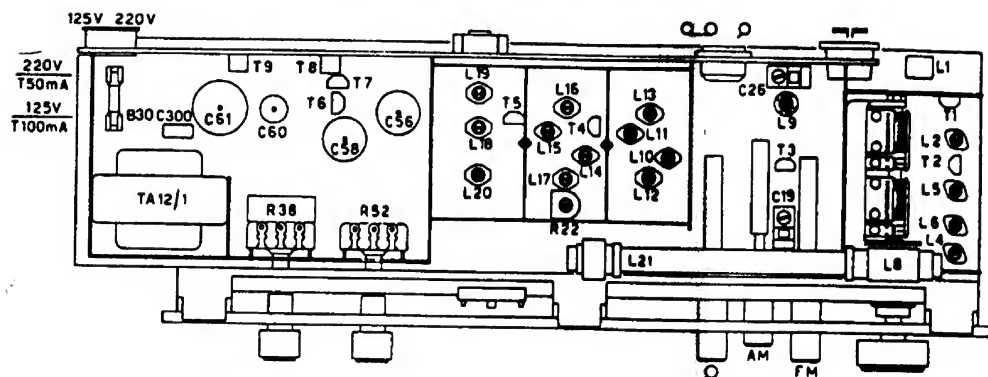 125V 220V
220V
T50mA
125V
T100mA
B30 C300
C61
C60
T9
T8
T7
T6
C58
C56
TA12/1
R38
R52
L19
L18
L20
T5
L16
L15
T4
L14
L17
R22
L13
L11
L10
L12
C26
L9
T3
C19
L21
L8
L1
T1
L2
T2
L5
L6
L4
AM
FM